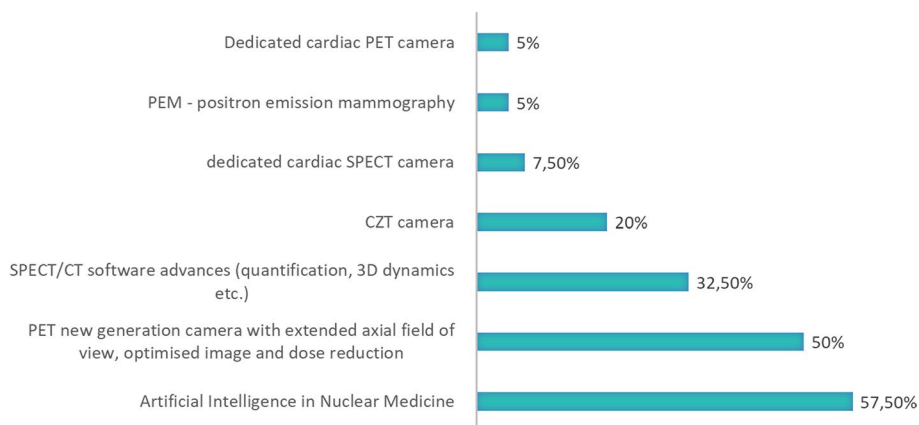 Dedicated cardiac PET camera 5%
PEM - positron emission mammography 5%
dedicated cardiac SPECT camera 7,50%
CZT camera 20%
SPECT/CT software advances (quantification, 3D dynamics
etc.) 32,50%
PET new generation camera with extended axial field of
view, optimised image and dose reduction 50%
Artificial Intelligence in Nuclear Medicine 57,50%